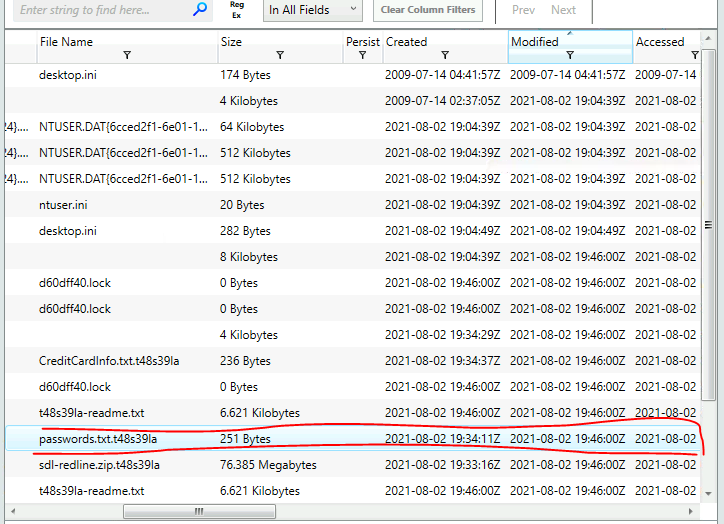 Enter string to find here... Reg Ex In All Fields Clear Column Filters Prev Next
File Name Size Persist Created Modified Accessed
desktop.ini 174 Bytes 2009-07-14 04:41:57Z 2009-07-14 04:41:57Z 2009-07-14
4 Kilobytes 2009-07-14 02:37:05Z 2021-08-02 19:04:39Z 2021-08-02
24}.... NTUSER.DAT{6cced2f1-6e01-1... 64 Kilobytes 2021-08-02 19:04:39Z 2021-08-02 19:04:39Z 2021-08-02
24}.... NTUSER.DAT{6cced2f1-6e01-1... 512 Kilobytes 2021-08-02 19:04:39Z 2021-08-02 19:04:39Z 2021-08-02
24}.... NTUSER.DAT{6cced2f1-6e01-1... 512 Kilobytes 2021-08-02 19:04:39Z 2021-08-02 19:04:39Z 2021-08-02
ntuser.ini 20 Bytes 2021-08-02 19:04:39Z 2021-08-02 19:04:39Z 2021-08-02
desktop.ini 282 Bytes 2021-08-02 19:04:49Z 2021-08-02 19:04:49Z 2021-08-02
8 Kilobytes 2021-08-02 19:04:39Z 2021-08-02 19:46:00Z 2021-08-02
d60dff40.lock 0 Bytes 2021-08-02 19:46:00Z 2021-08-02 19:46:00Z 2021-08-02
d60dff40.lock 0 Bytes 2021-08-02 19:46:00Z 2021-08-02 19:46:00Z 2021-08-02
4 Kilobytes 2021-08-02 19:34:29Z 2021-08-02 19:46:00Z 2021-08-02
CreditCardInfo.txt.t48s39la 236 Bytes 2021-08-02 19:34:37Z 2021-08-02 19:46:00Z 2021-08-02
d60dff40.lock 0 Bytes 2021-08-02 19:46:00Z 2021-08-02 19:46:00Z 2021-08-02
t48s39la-readme.txt 6.621 Kilobytes 2021-08-02 19:46:00Z 2021-08-02 19:46:00Z 2021-08-02
passwords.txt.t48s39la 251 Bytes 2021-08-02 19:34:11Z 2021-08-02 19:46:00Z 2021-08-02
sdl-redline.zip.t48s39la 76.385 Megabytes 2021-08-02 19:33:16Z 2021-08-02 19:46:00Z 2021-08-02
t48s39la-readme.txt 6.621 Kilobytes 2021-08-02 19:46:00Z 2021-08-02 19:46:00Z 2021-08-02